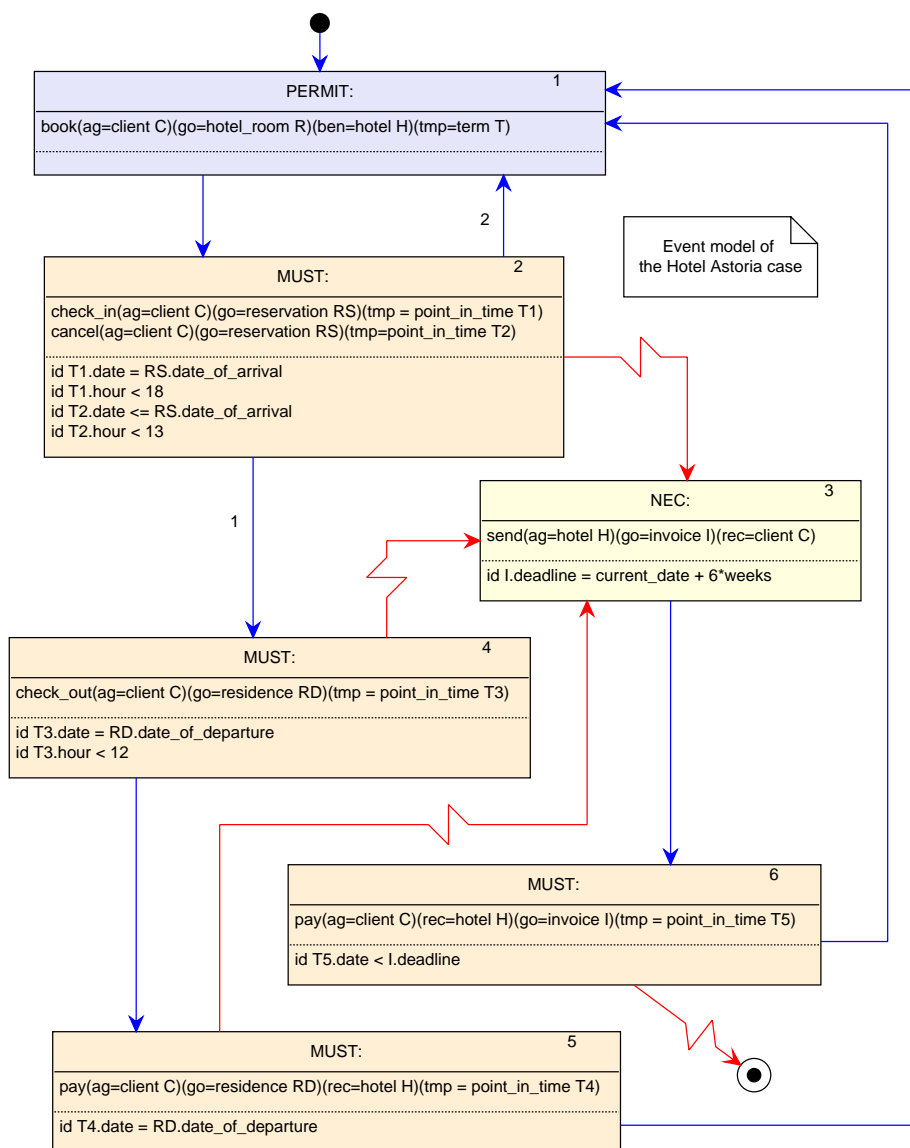 PERMIT:
1
book(ag=client C)(go=hotel_room R)(ben=hotel H)(tmp=term T)
2
Event model of
the Hotel Astoria case
MUST:
2
check_in(ag=client C)(go=reservation RS)(tmp = point_in_time T1)
cancel(ag=client C)(go=reservation RS)(tmp=point_in_time T2)
id T1.date = RS.date_of_arrival
id T1.hour < 18
id T2.date <= RS.date_of_arrival
id T2.hour < 13
1
NEC:
3
send(ag=hotel H)(go=invoice I)(rec=client C)
id I.deadline = current_date + 6*weeks
MUST:
4
check_out(ag=client C)(go=residence RD)(tmp = point_in_time T3)
id T3.date = RD.date_of_departure
id T3.hour < 12
MUST:
6
pay(ag=client C)(rec=hotel H)(go=invoice I)(tmp = point_in_time T5)
id T5.date < I.deadline
MUST:
5
pay(ag=client C)(go=residence RD)(rec=hotel H)(tmp = point_in_time T4)
id T4.date = RD.date_of_departure